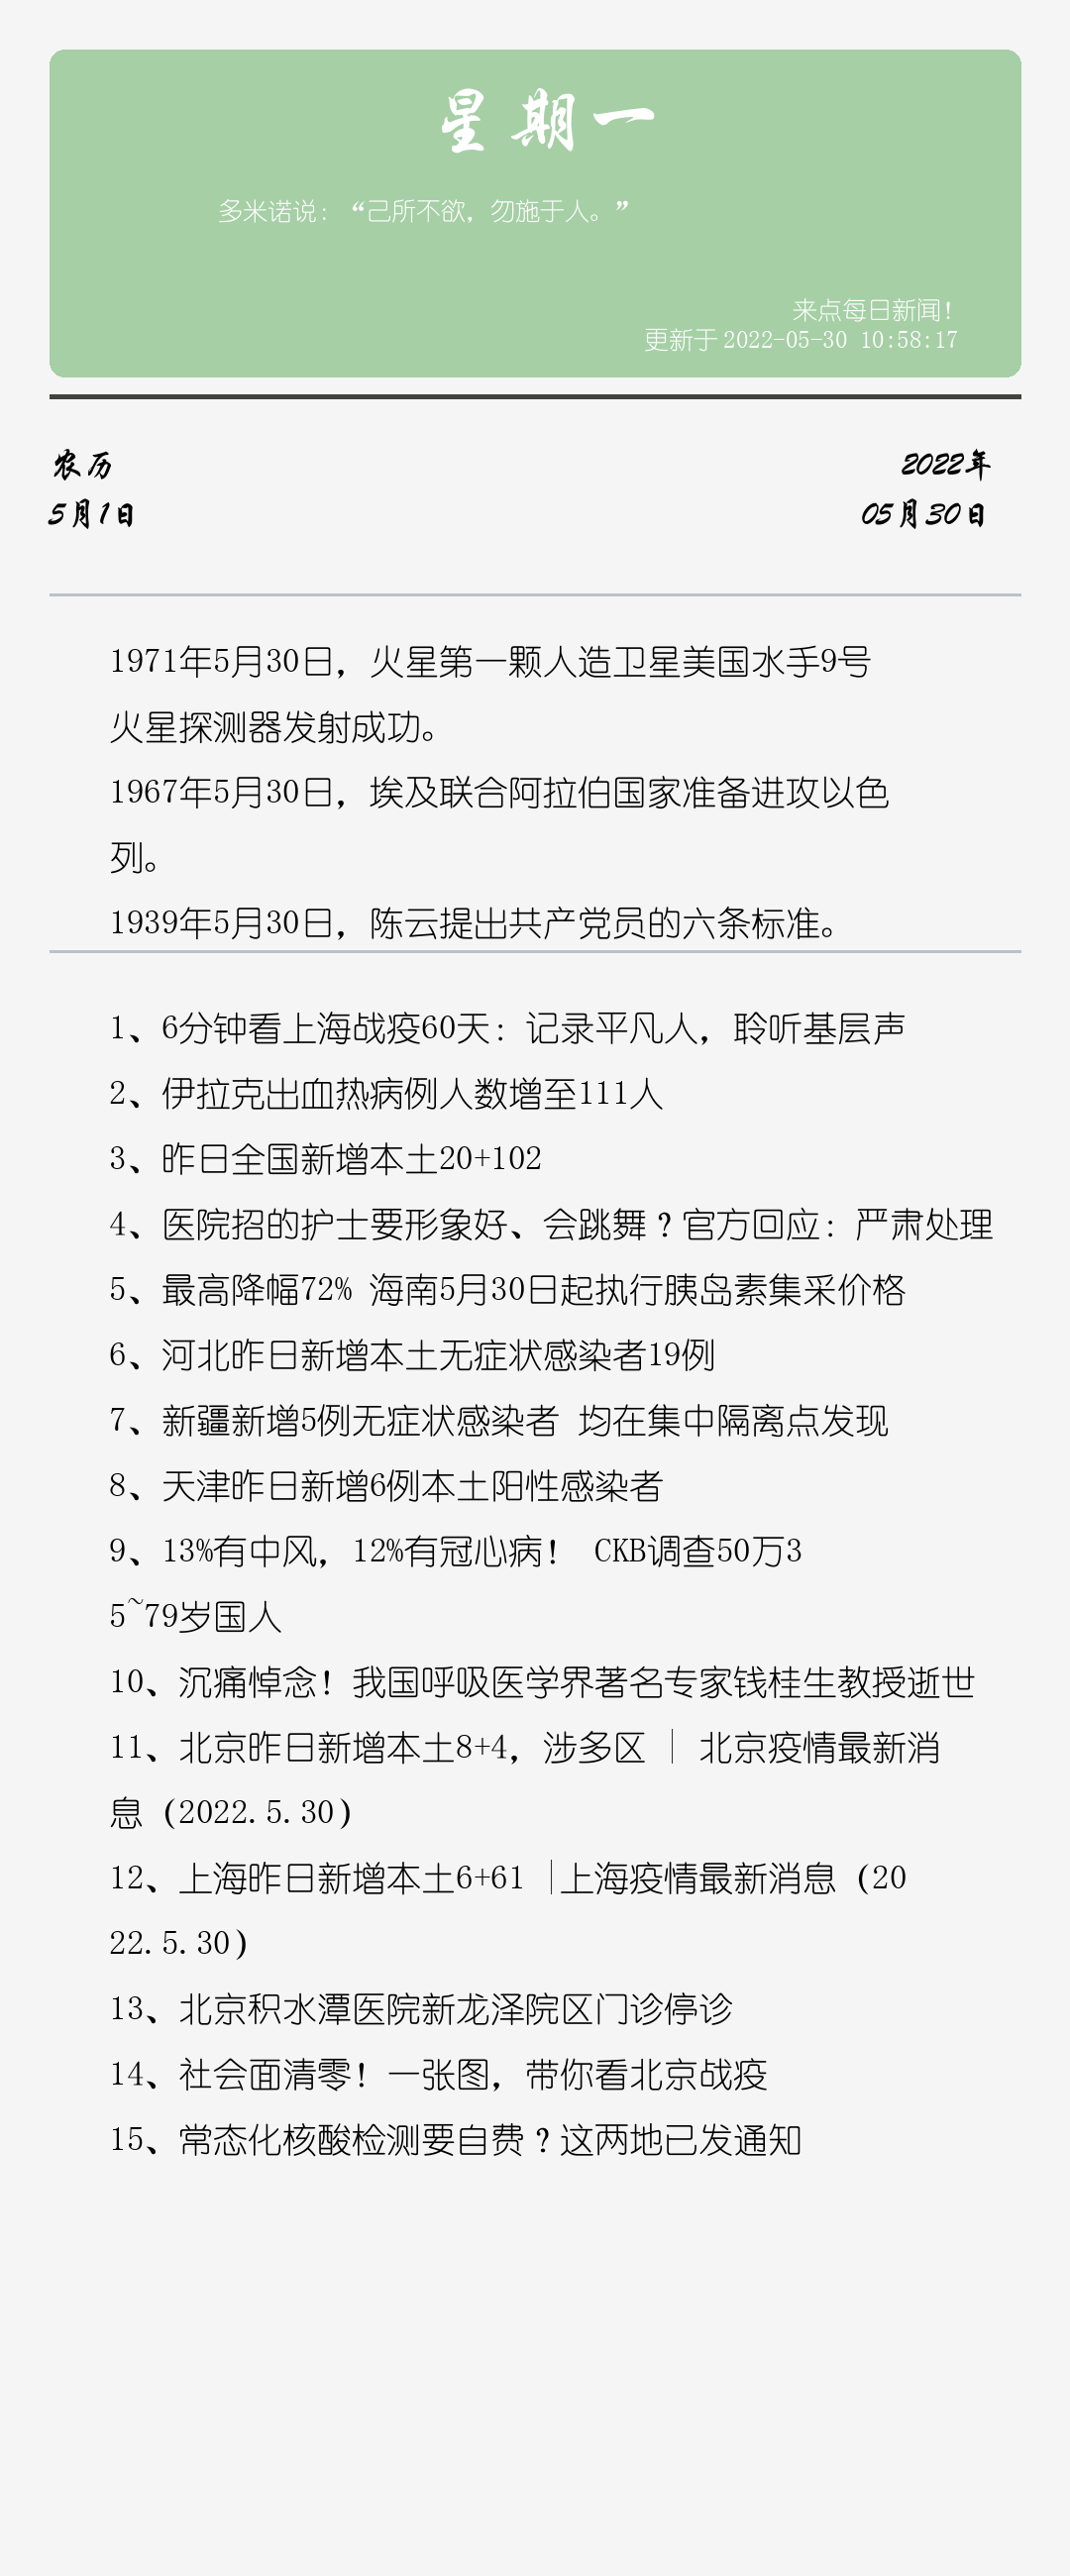 星期一
多米诺说：“己所不欲，勿施于人。”
来点每日新闻！
更新于 2022-05-30 10:58:17
农历
5月1日
2022年
05月30日
1971年5月30日，火星第一颗人造卫星美国水手9号
火星探测器发射成功。
1967年5月30日，埃及联合阿拉伯国家准备进攻以色
列。
1939年5月30日，陈云提出共产党员的六条标准。
1、6分钟看上海战疫60天：记录平凡人，聆听基层声
2、伊拉克出血热病例人数增至111人
3、昨日全国新增本土20+102
4、医院招的护士要形象好、会跳舞？官方回应：严肃处理
5、最高降幅72% 海南5月30日起执行胰岛素集采价格
6、河北昨日新增本土无症状感染者19例
7、新疆新增5例无症状感染者 均在集中隔离点发现
8、天津昨日新增6例本土阳性感染者
9、13%有中风，12%有冠心病！ CKB调查50万3
5~79岁国人
10、沉痛悼念！我国呼吸医学界著名专家钱桂生教授逝世
11、北京昨日新增本土8+4，涉多区 | 北京疫情最新消
息（2022.5.30）
12、上海昨日新增本土6+61 |上海疫情最新消息（20
22.5.30）
13、北京积水潭医院新龙泽院区门诊停诊
14、社会面清零！一张图，带你看北京战疫
15、常态化核酸检测要自费？这两地已发通知